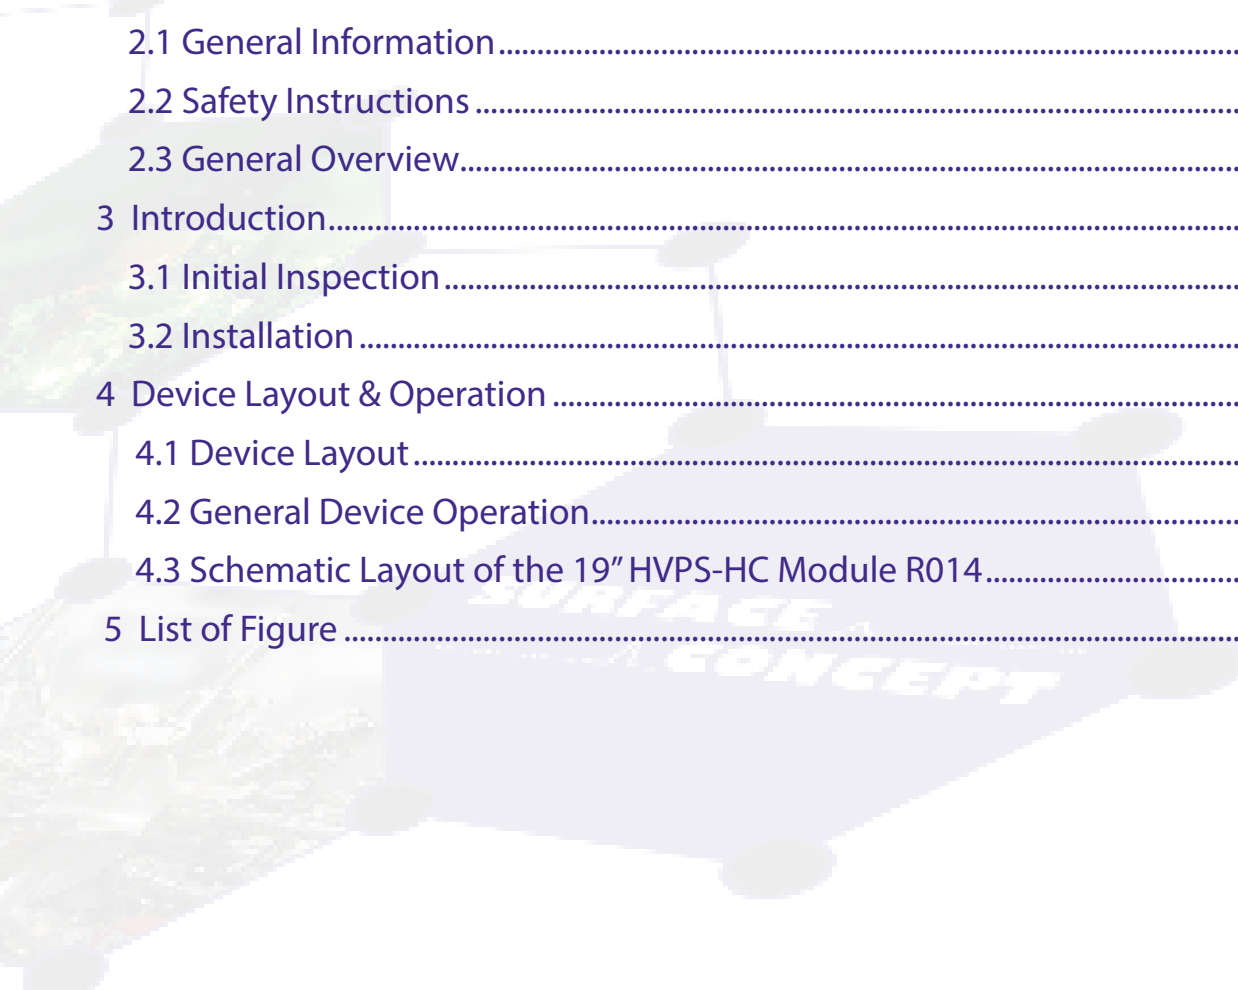 2.1 General Information..........................................................................................
2.2 Safety Instructions..........................................................................................
2.3 General Overview..........................................................................................
3 Introduction..........................................................................................
3.1 Initial Inspection..........................................................................................
3.2 Installation..........................................................................................
4 Device Layout & Operation..........................................................................................
4.1 Device Layout..........................................................................................
4.2 General Device Operation..........................................................................................
4.3 Schematic Layout of the 19” HVPS-HC Module R014...................................
5 List of Figure..........................................................................................
SURFACE
CONCEPT